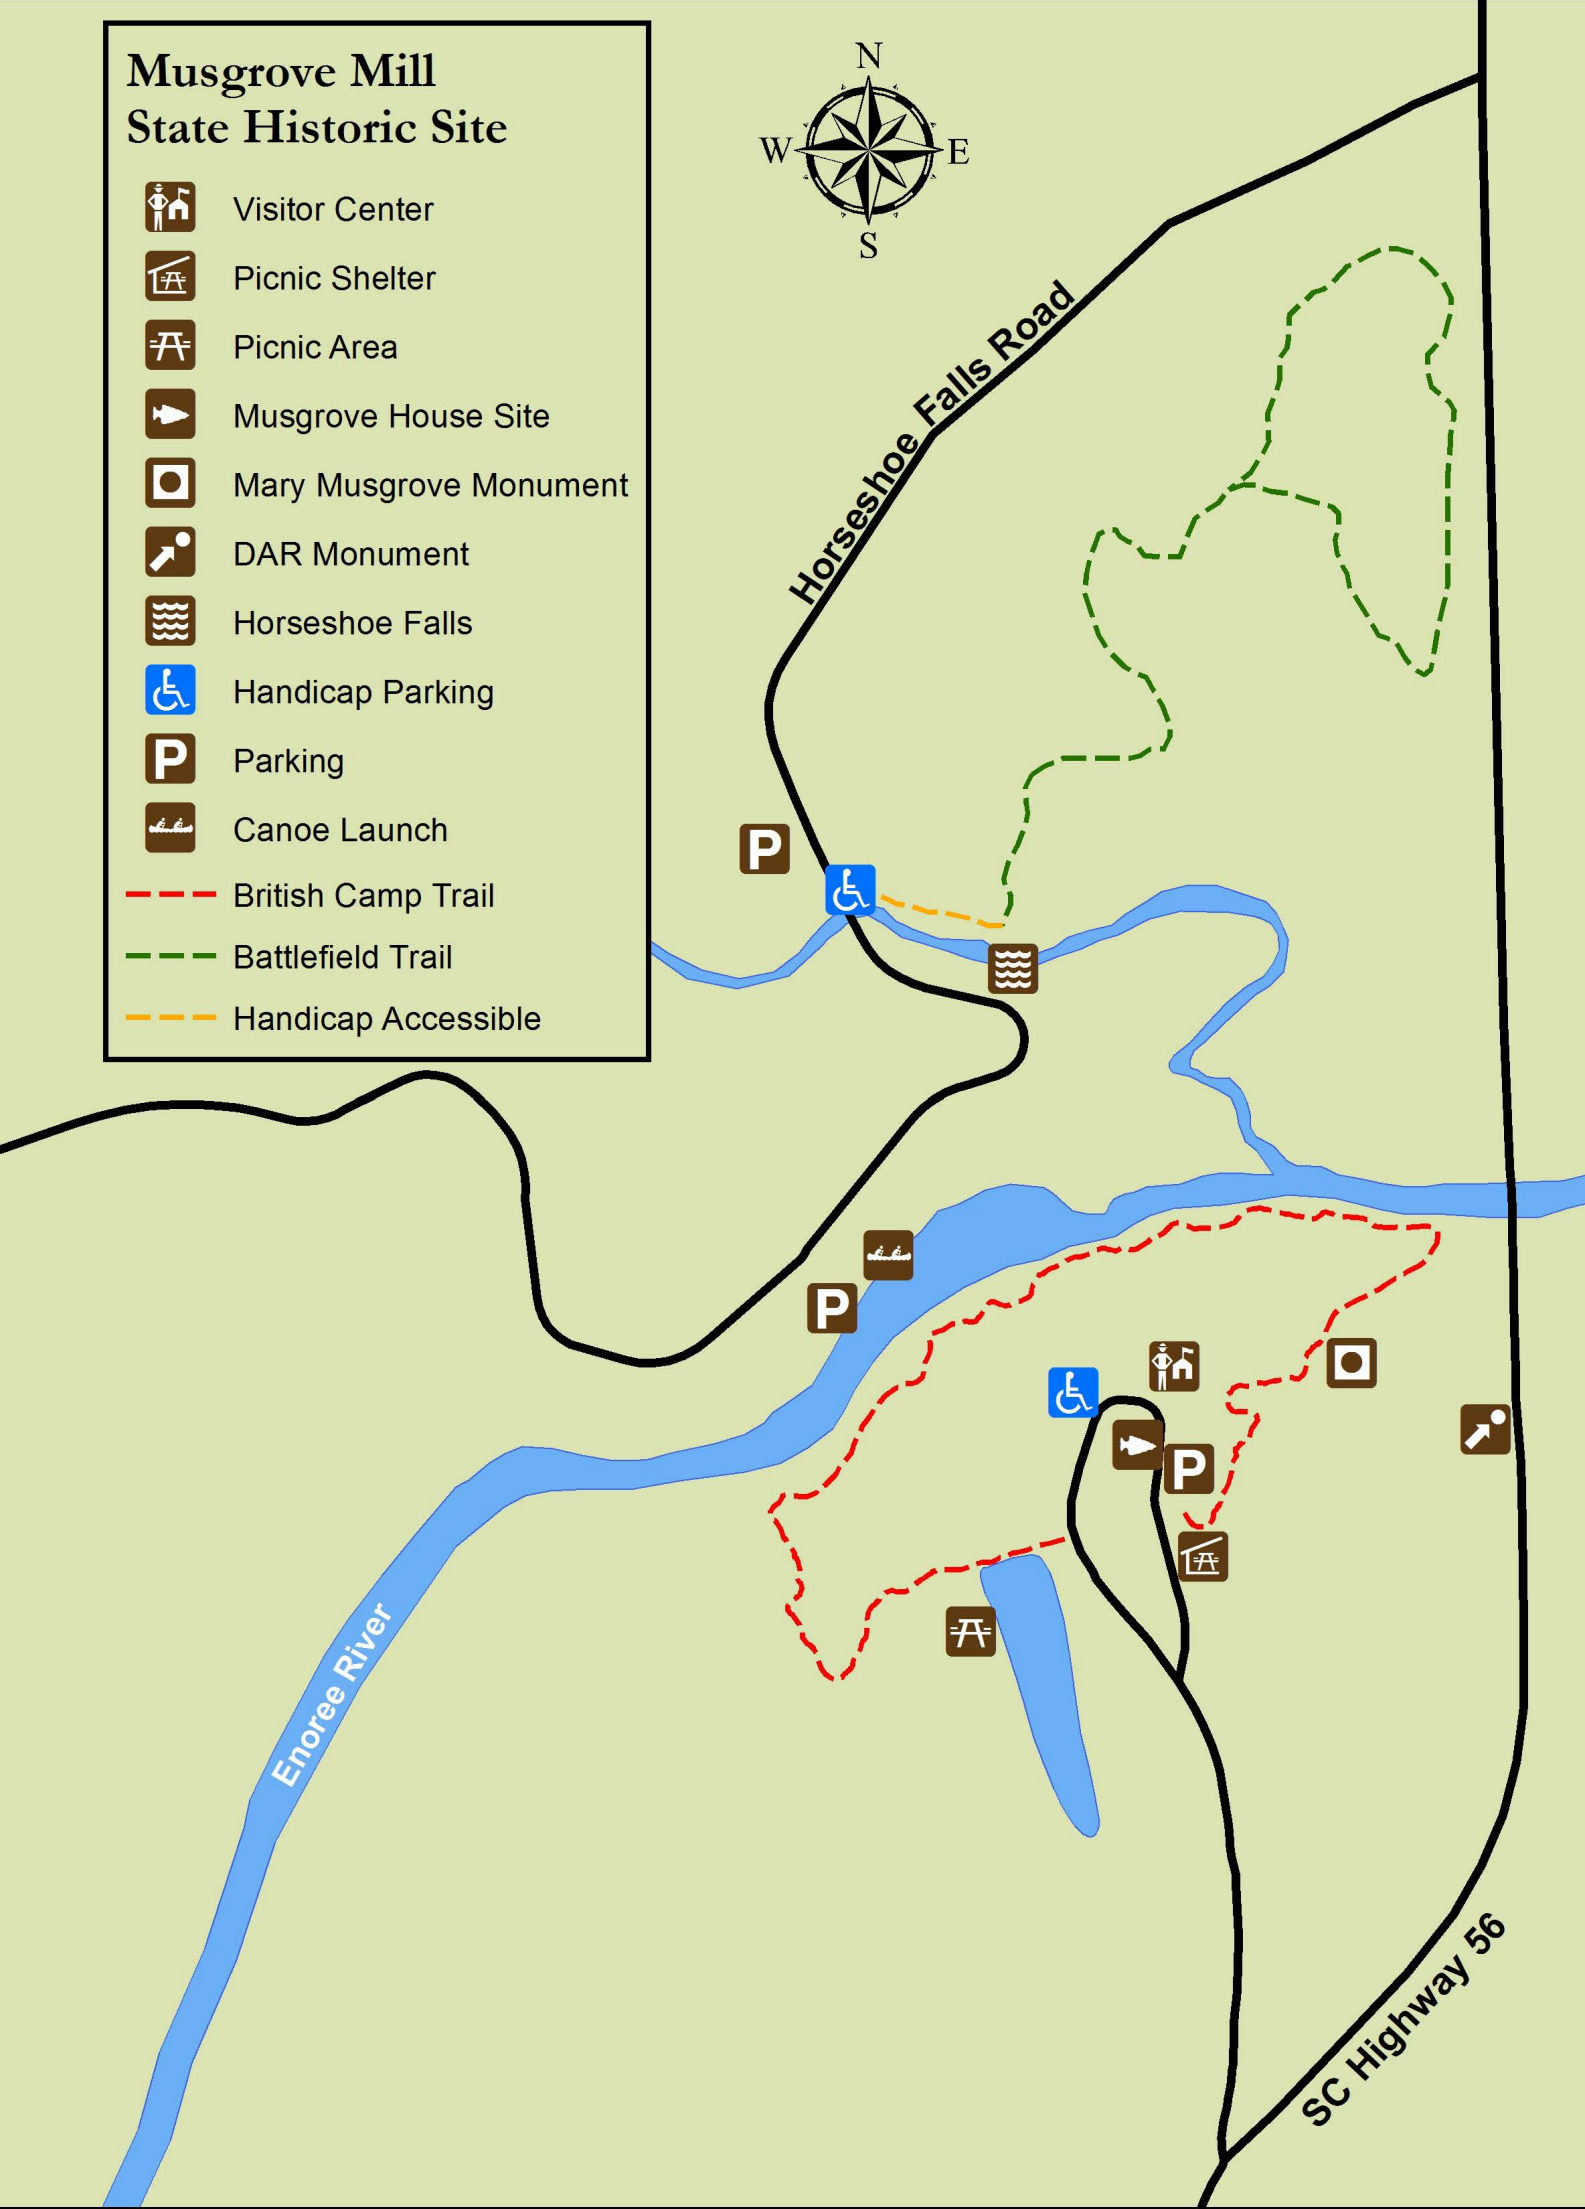 Musgrove Mill
State Historic Site
Visitor Center
Picnic Shelter
Picnic Area
Musgrove House Site
Mary Musgrove Monument
DAR Monument
Horseshoe Falls
Handicap Parking
P Parking
Canoe Launch
British Camp Trail
Battlefield Trail
Handicap Accessible
N
W E
S
Horseshoe Falls Road
P
P
P
Enoree River
SC Highway 56